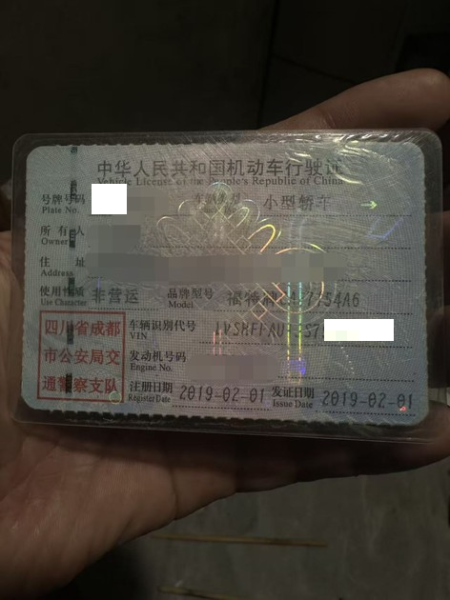 中华人民共和国机动车行驶证
Vehicle License of the People's Republic of China
号牌号码
Plate No.
车辆类型
小型轿车
所有人
Owner
住址
Address
使用性质
Use Character
非营运
品牌型号
Model
四川省成都
市公安局交
通警察支队
车辆识别代号
VIN
发动机号码
Engine No.
注册日期
Register Date
2019-02-01
发证日期
Issue Date
2019-02-01